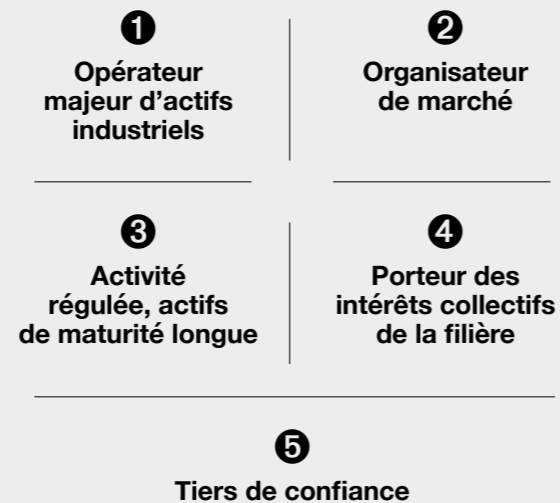 ❶
Opérateur
majeur d’actifs
industriels
❷
Organisateur
de marché
❸
Activité
régulée, actifs
de maturité longue
❹
Porteur des
intérêts collectifs
de la filière
❺
Tiers de confiance